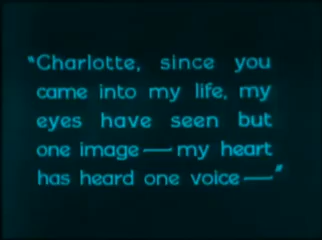 "Charlotte, since you
came into my life, my
eyes have seen but
one image — my heart
has heard one voice —"